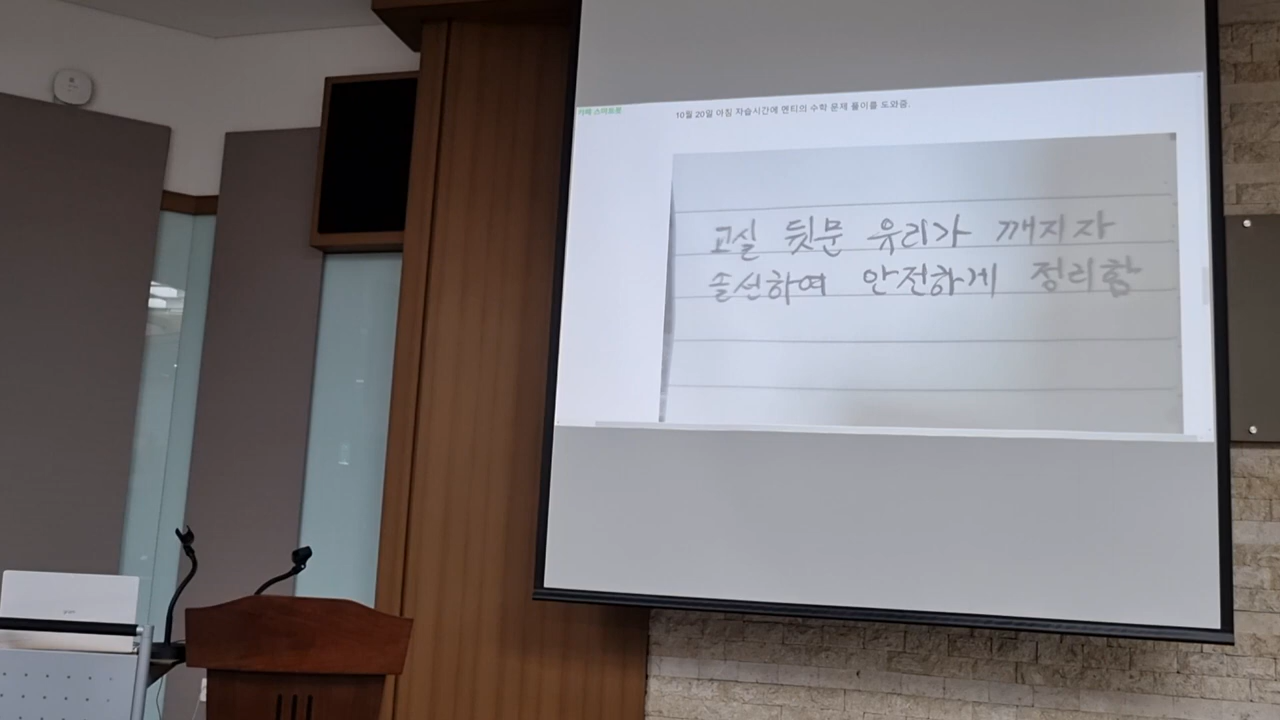 10월 20일 아침 자습시간에 멘티의 수학 문제 풀이를 도와줌.
교실 뒷문 유리가 깨지자
솔선하여 안전하게 정리함
gram